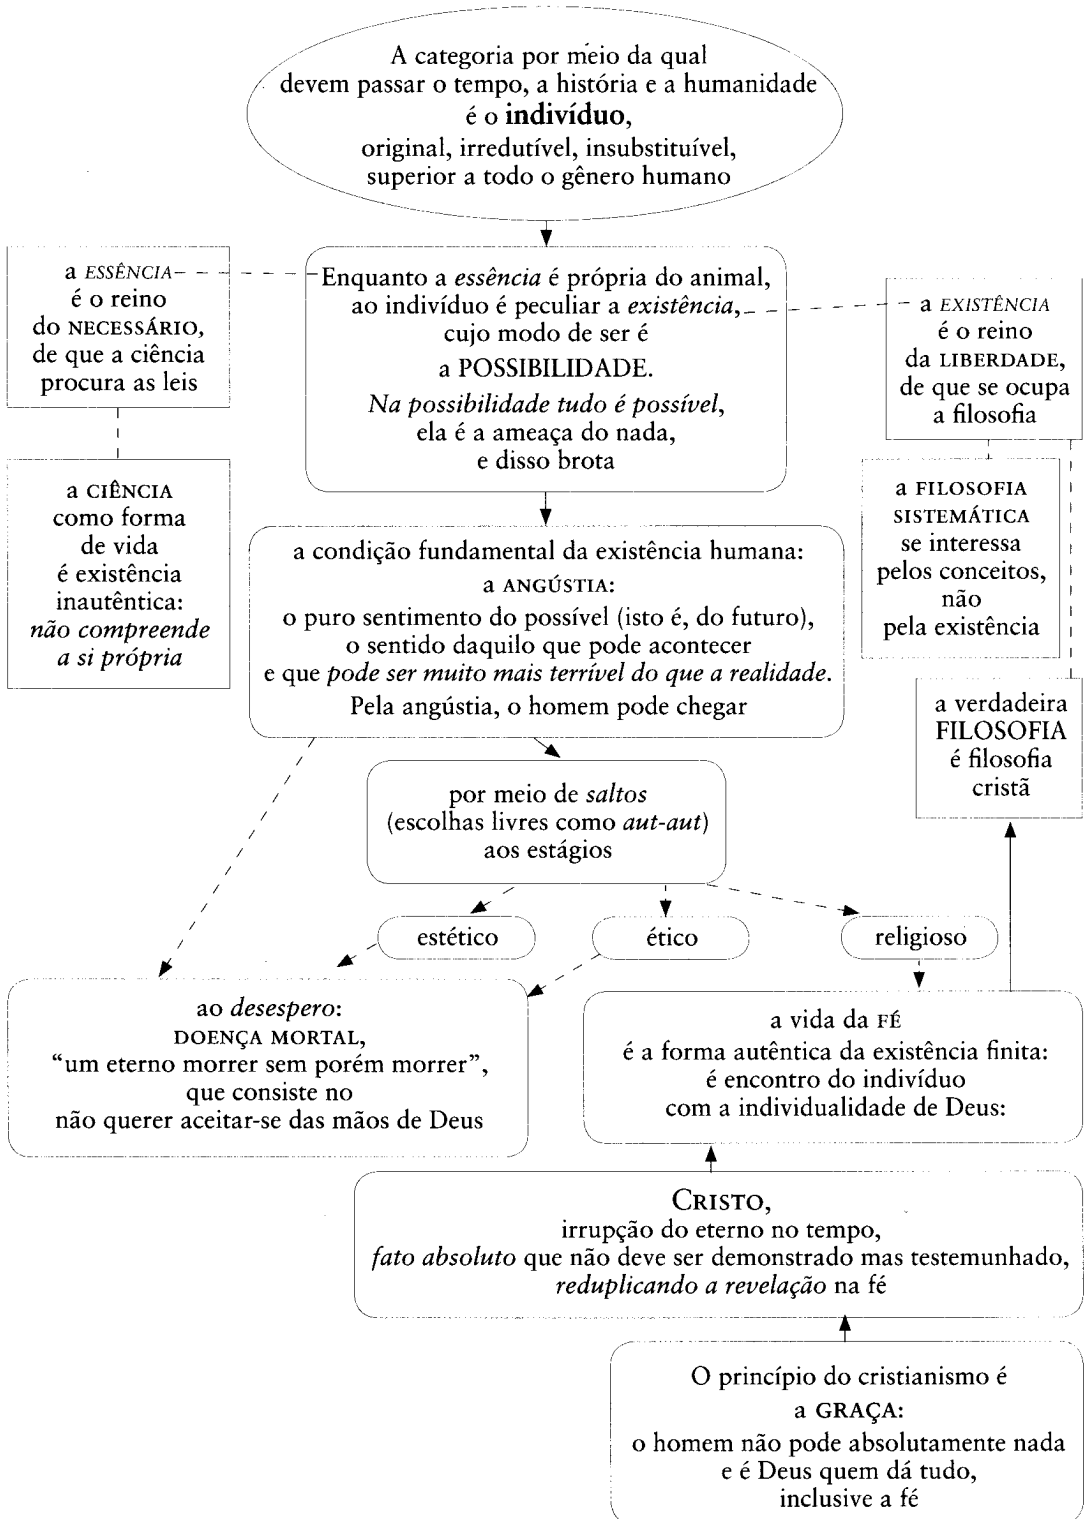 A categoria por meio da qual
devem passar o tempo, a história e a humanidade
é o indivíduo,
original, irredutível, insubstituível,
superior a todo o gênero humano
a ESSÊNCIA
é o reino
do NECESSÁRIO,
de que a ciência
procura as leis
Enquanto a essência é própria do animal,
ao indivíduo é peculiar a existência,
cujo modo de ser é
a POSSIBILIDADE.
Na possibilidade tudo é possível,
ela é a ameaça do nada,
e disso brota
a EXISTÊNCIA
é o reino
da LIBERDADE,
de que se ocupa
a filosofia
a CIÊNCIA
como forma
de vida
é existência
inautêntica:
não compreende
a si própria
a FILOSOFIA
SISTEMÁTICA
se interessa
pelos conceitos,
não
pela existência
a condição fundamental da existência humana:
a ANGÚSTIA:
o puro sentimento do possível (isto é, do futuro),
o sentido daquilo que pode acontecer
e que pode ser muito mais terrível do que a realidade.
Pela angústia, o homem pode chegar
a verdadeira
FILOSOFIA
é filosofia
cristã
por meio de saltos
(escolhas livres como aut-aut)
aos estágios
estético
ético
religioso
ao desespero:
DOENÇA MORTAL,
“um eterno morrer sem porém morrer”,
que consiste no
não querer aceitar-se das mãos de Deus
a vida da FÉ
é a forma autêntica da existência finita:
é encontro do indivíduo
com a individualidade de Deus:
CRISTO,
irrupção do eterno no tempo,
fato absoluto que não deve ser demonstrado mas testemunhado,
reduplicando a revelação na fé
O princípio do cristianismo é
a GRAÇA:
o homem não pode absolutamente nada
e é Deus quem dá tudo,
inclusive a fé